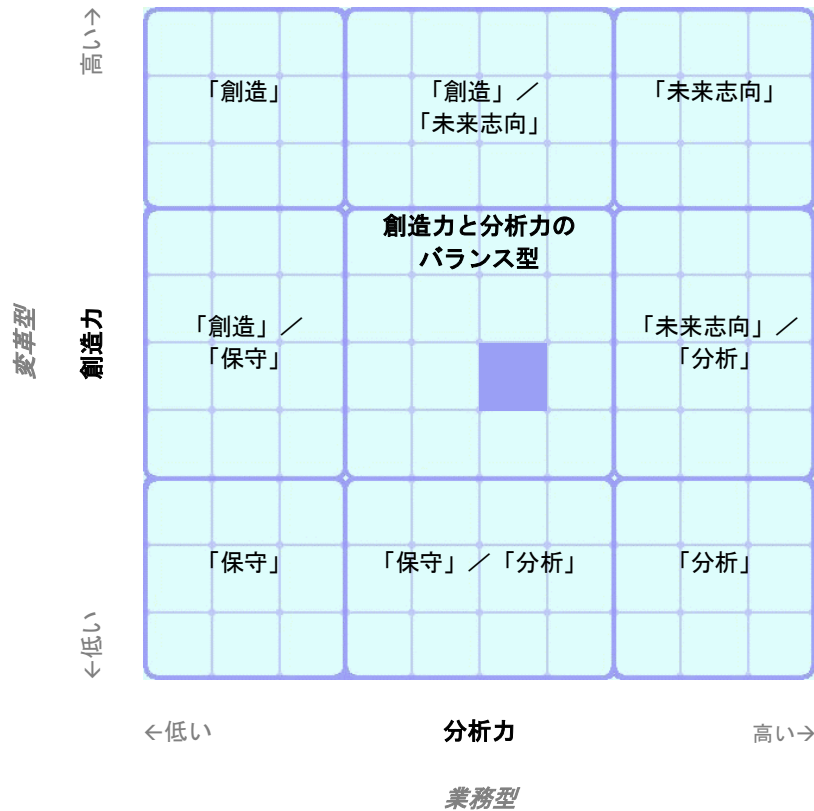 高い→
「創造」
「創造」／
「未来志向」
「未来志向」
創造力と分析力の
バランス型
変革型
創造力
「創造」／
「保守」
「未来志向」／
「分析」
「保守」
「保守」／「分析」
「分析」
←低い
←低い
分析力
高い→
業務型